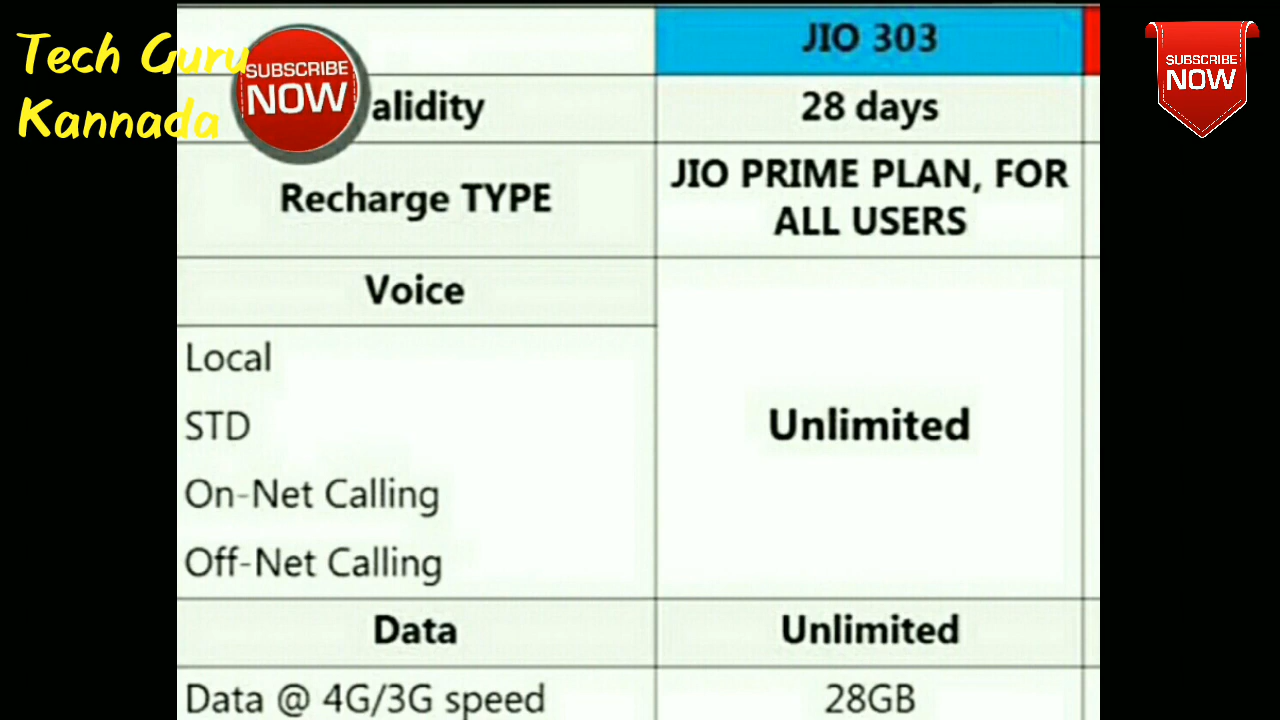 Tech Guru
Kannada
SUBSCRIBE
NOW
SUBSCRIBE
NOW
JIO 303
alidity 28 days
Recharge TYPE JIO PRIME PLAN, FOR
ALL USERS
Voice
Local
STD
Unlimited
On-Net Calling
Off-Net Calling
Data Unlimited
Data @ 4G/3G speed 28GB